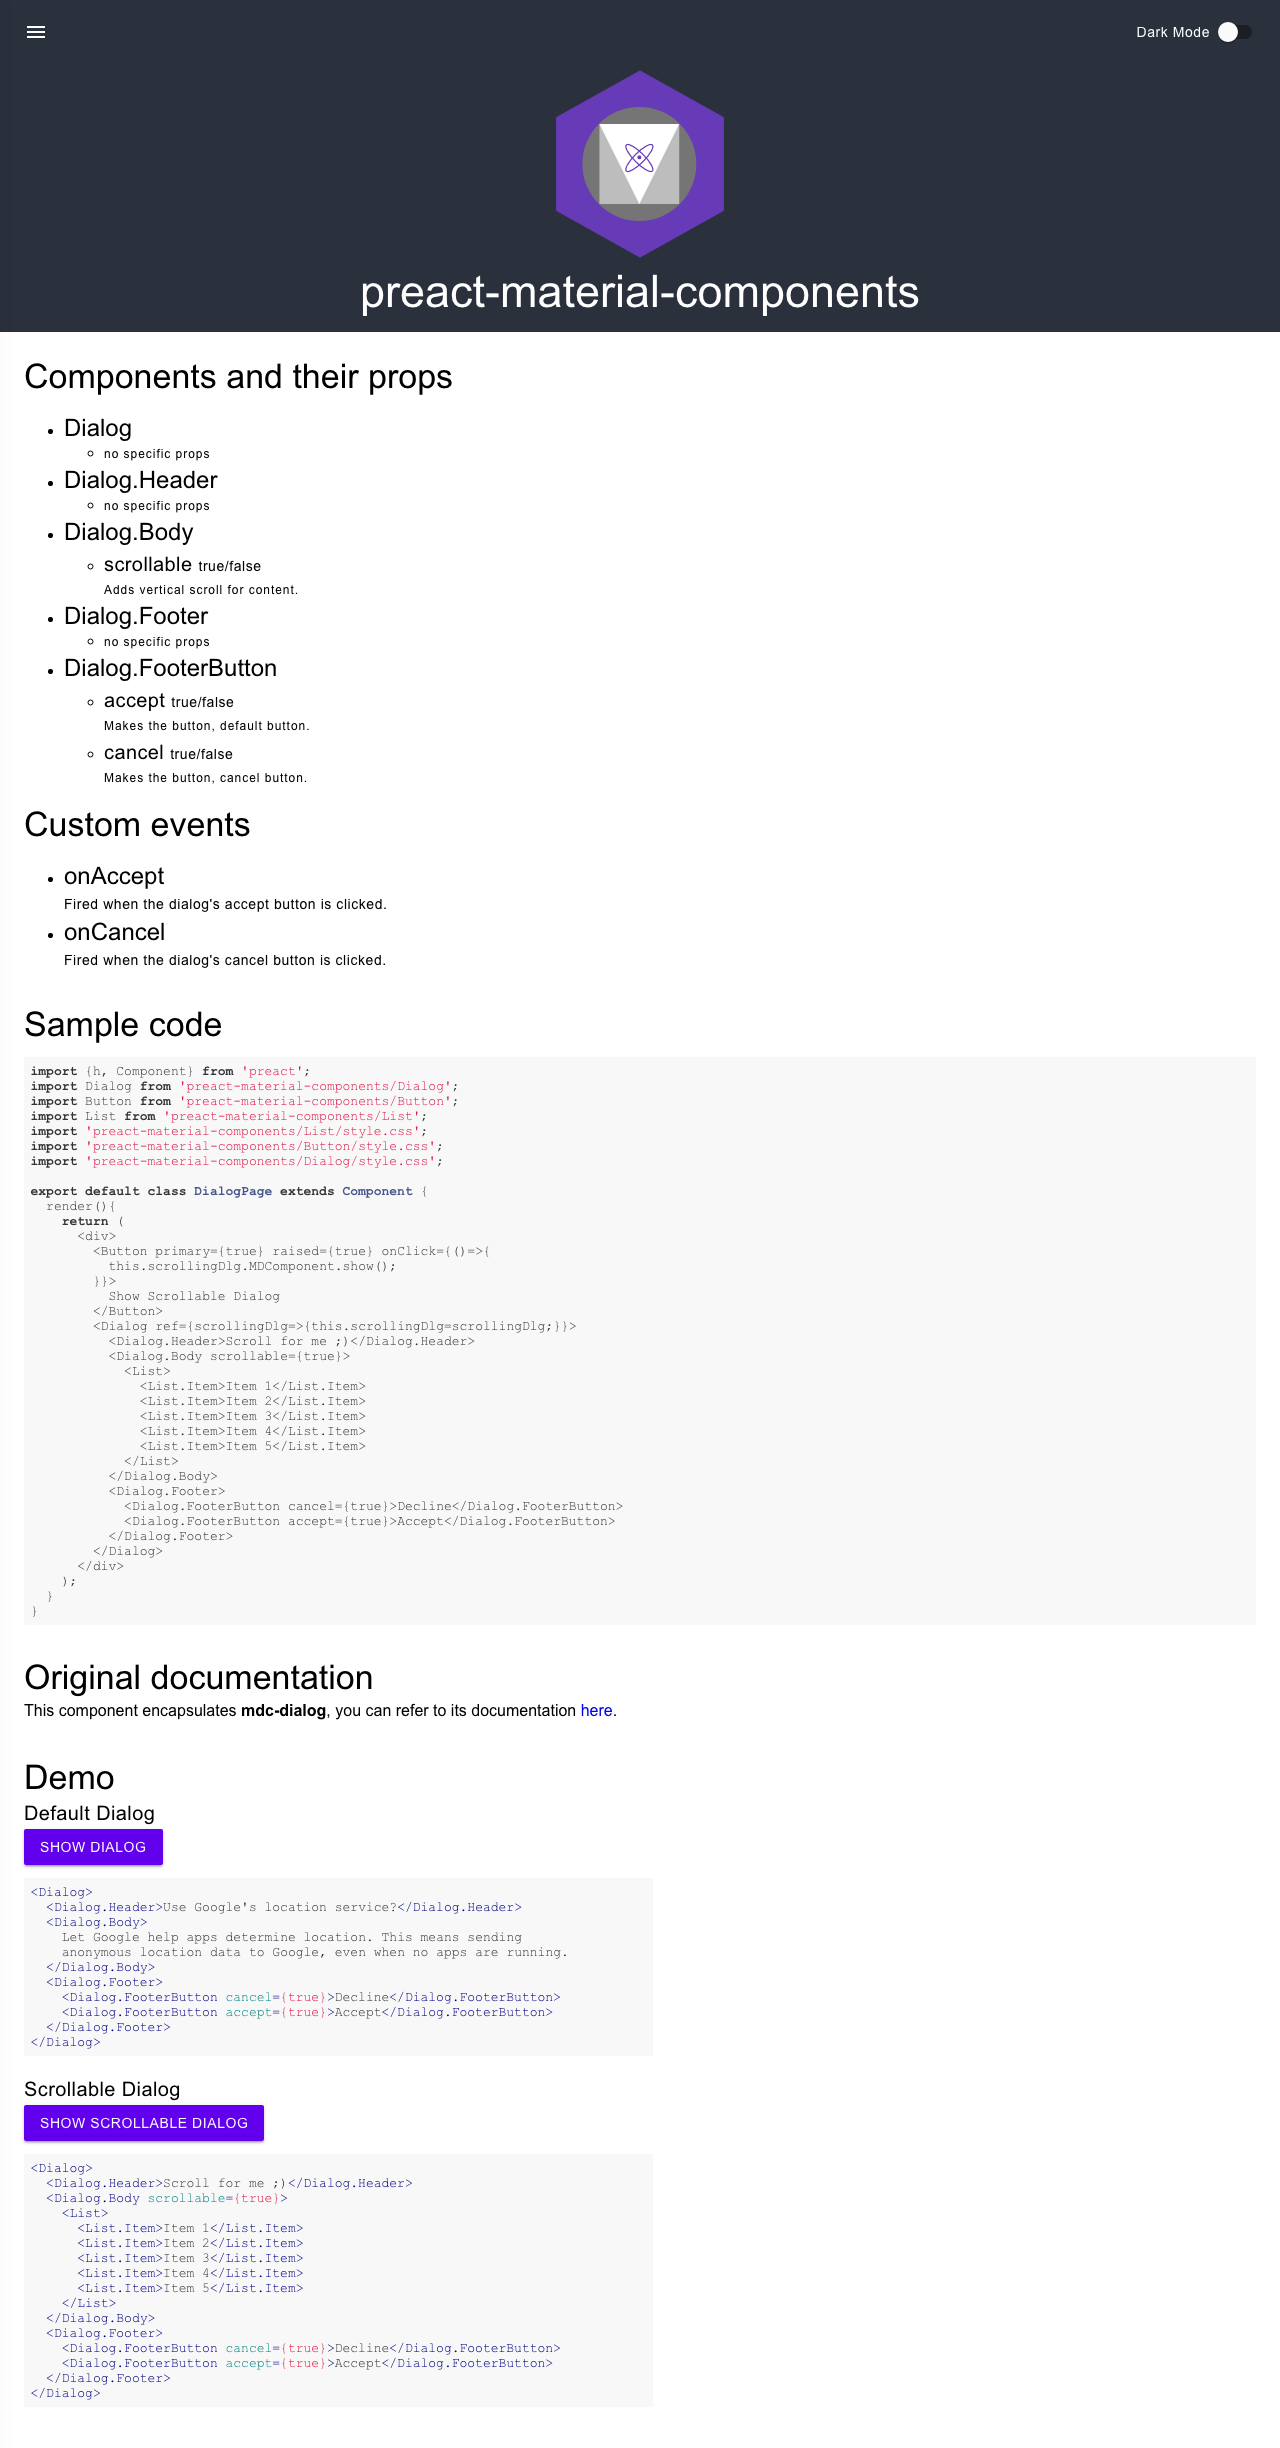 Dark Mode
preact-material-components
Components and their props
Dialog
no specific props
Dialog.Header
no specific props
Dialog.Body
scrollable true/false
Adds vertical scroll for content.
Dialog.Footer
no specific props
Dialog.FooterButton
accept true/false
Makes the button, default button.
cancel true/false
Makes the button, cancel button.
Custom events
onAccept
Fired when the dialog's accept button is clicked.
onCancel
Fired when the dialog's cancel button is clicked.
Sample code
import {h, Component} from 'preact';
import Dialog from 'preact-material-components/Dialog';
import Button from 'preact-material-components/Button';
import List from 'preact-material-components/List';
import 'preact-material-components/List/style.css';
import 'preact-material-components/Button/style.css';
import 'preact-material-components/Dialog/style.css';
export default class DialogPage extends Component {
  render(){
    return (
      <div>
        <Button primary={true} raised={true} onClick={()=>{
          this.scrollingDlg.MDComponent.show();
        }}>
          Show Scrollable Dialog
        </Button>
        <Dialog ref={scrollingDlg=>{this.scrollingDlg=scrollingDlg;}}>
          <Dialog.Header>Scroll for me ;)</Dialog.Header>
          <Dialog.Body scrollable={true}>
            <List>
              <List.Item>Item 1</List.Item>
              <List.Item>Item 2</List.Item>
              <List.Item>Item 3</List.Item>
              <List.Item>Item 4</List.Item>
              <List.Item>Item 5</List.Item>
            </List>
          </Dialog.Body>
          <Dialog.Footer>
            <Dialog.FooterButton cancel={true}>Decline</Dialog.FooterButton>
            <Dialog.FooterButton accept={true}>Accept</Dialog.FooterButton>
          </Dialog.Footer>
        </Dialog>
      </div>
    );
  }
}
Original documentation
This component encapsulates mdc-dialog, you can refer to its documentation here.
Demo
Default Dialog
SHOW DIALOG
<Dialog>
  <Dialog.Header>Use Google's location service?</Dialog.Header>
  <Dialog.Body>
    Let Google help apps determine location. This means sending
    anonymous location data to Google, even when no apps are running.
  </Dialog.Body>
  <Dialog.Footer>
    <Dialog.FooterButton cancel={true}>Decline</Dialog.FooterButton>
    <Dialog.FooterButton accept={true}>Accept</Dialog.FooterButton>
  </Dialog.Footer>
</Dialog>
Scrollable Dialog
SHOW SCROLLABLE DIALOG
<Dialog>
  <Dialog.Header>Scroll for me ;)</Dialog.Header>
  <Dialog.Body scrollable={true}>
    <List>
      <List.Item>Item 1</List.Item>
      <List.Item>Item 2</List.Item>
      <List.Item>Item 3</List.Item>
      <List.Item>Item 4</List.Item>
      <List.Item>Item 5</List.Item>
    </List>
  </Dialog.Body>
  <Dialog.Footer>
    <Dialog.FooterButton cancel={true}>Decline</Dialog.FooterButton>
    <Dialog.FooterButton accept={true}>Accept</Dialog.FooterButton>
  </Dialog.Footer>
</Dialog>